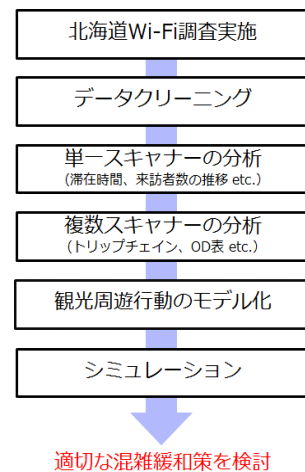 北海道Wi-Fi調査実施
データクリーニング
単一スキャナーの分析
(滞在時間、来訪者数の推移 etc.)
複数スキャナーの分析
(トリップチェイン、OD表 etc.)
観光周遊行動のモデル化
シミュレーション
適切な混雑緩和策を検討